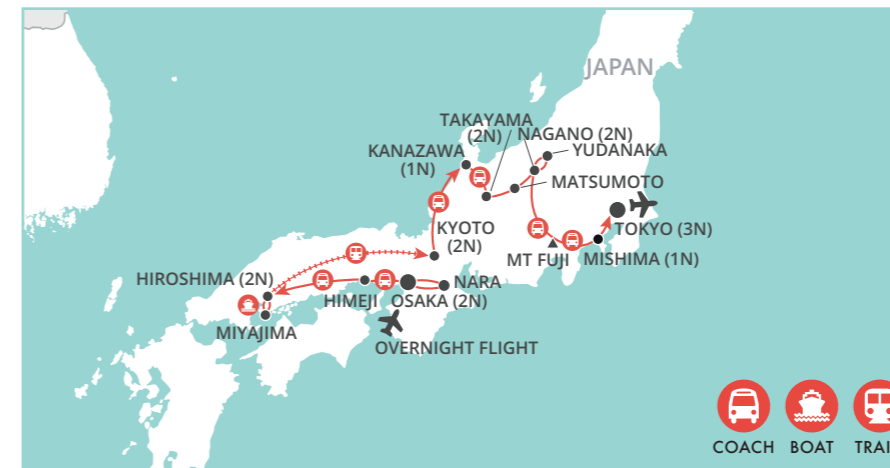 JAPAN
TAKAYAMA
(2N)
NAGANO (2N)
YUDANAKA
KANAZAWA
(1N)
MATSUMOTO
KYOTO
(2N)
TOKYO (3N)
MT FUJI
MISHIMA (1N)
HIROSHIMA (2N)
NARA
HIMEJI
OSAKA (2N)
MIYAJIMA
OVERNIGHT FLIGHT
COACH BOAT TRAI